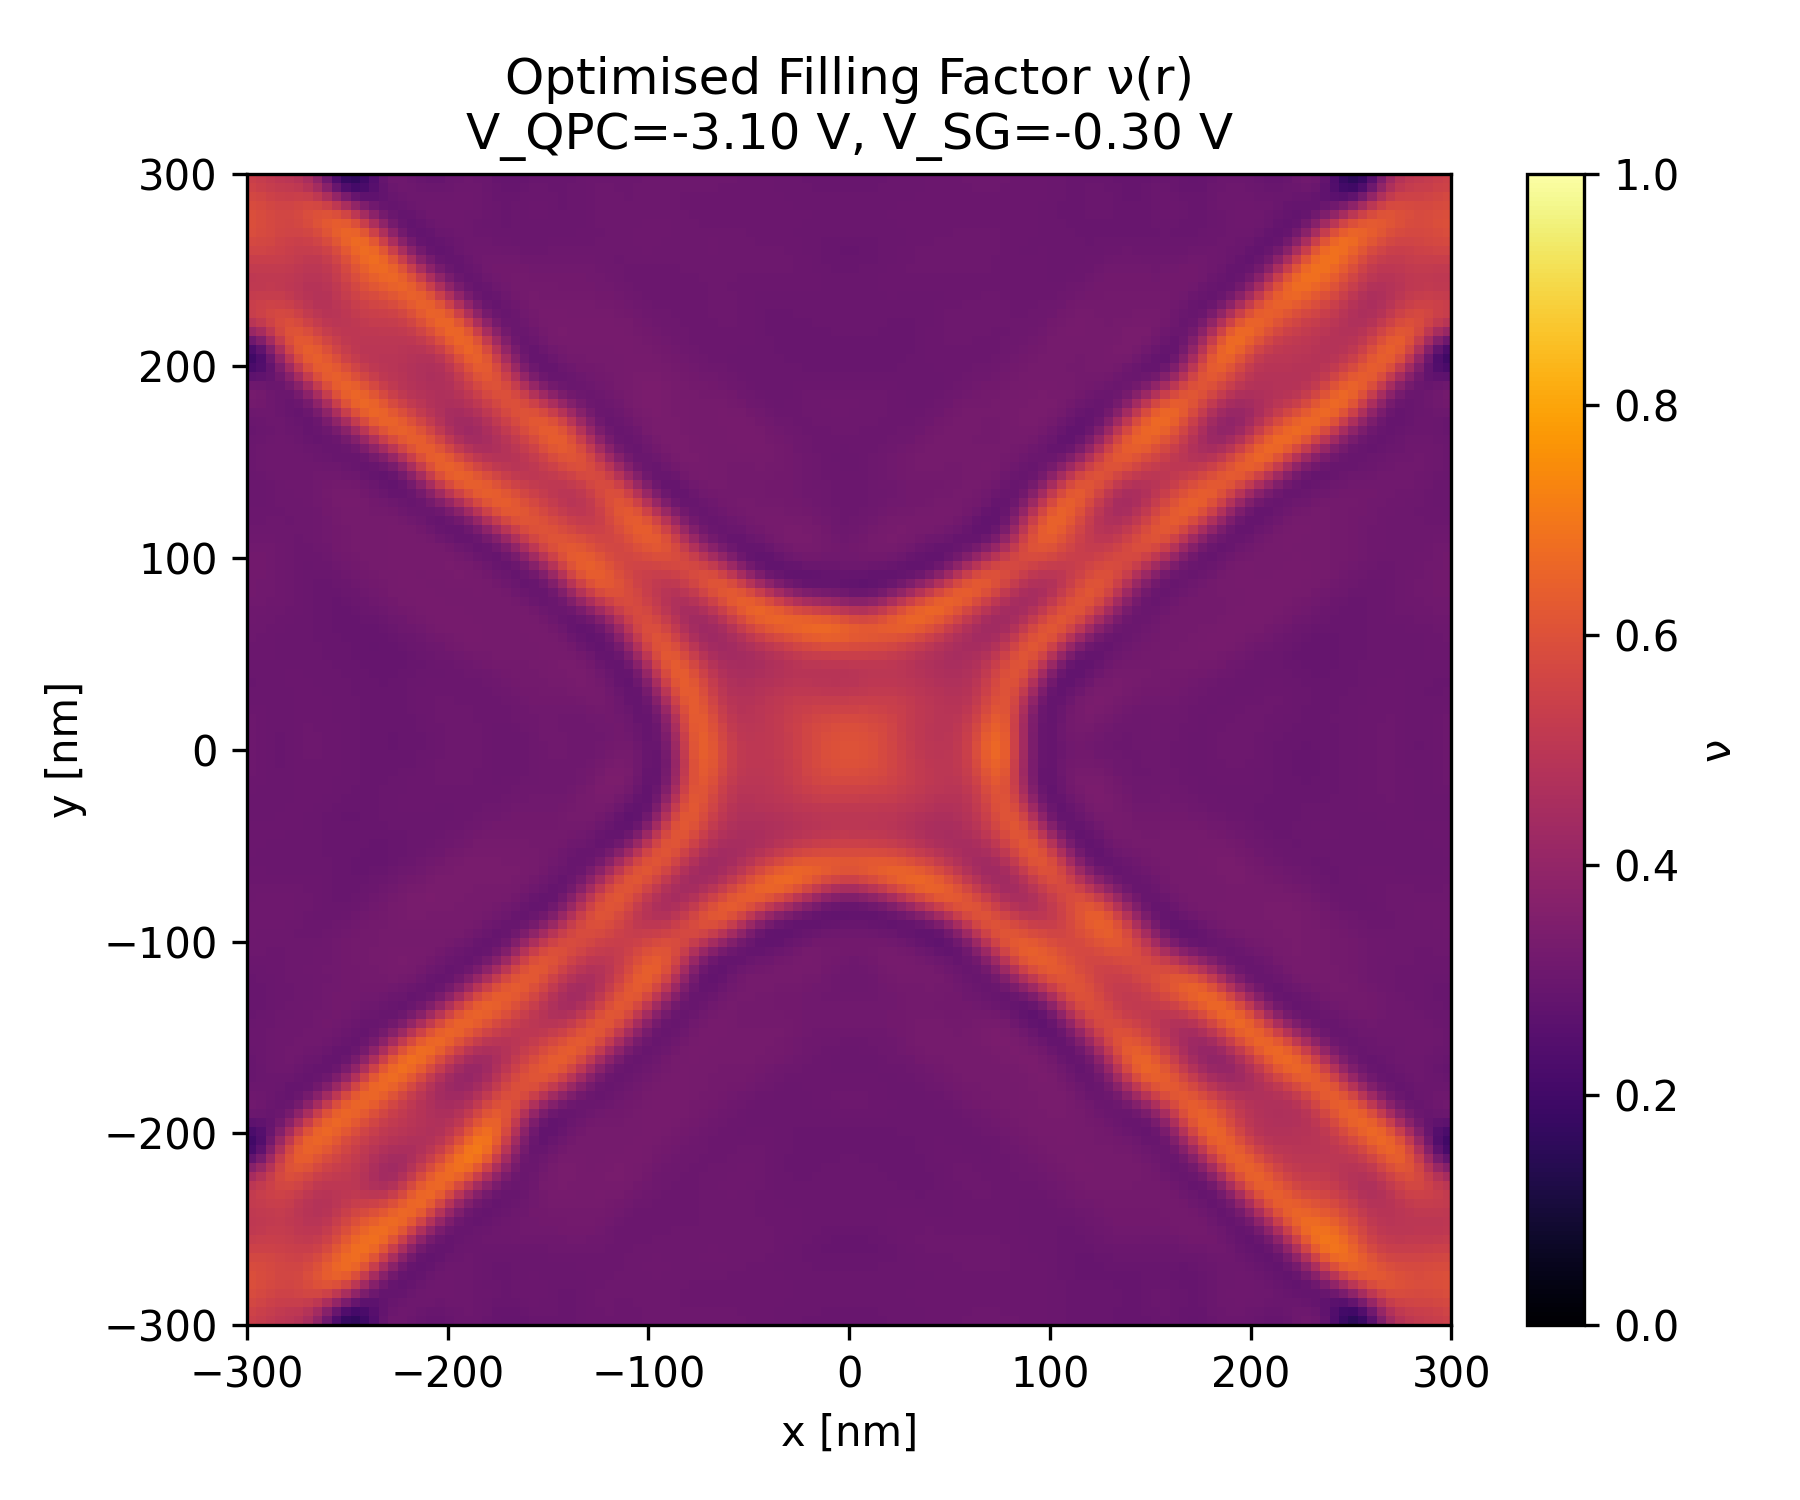 Optimised Filling Factor ν(r)
V_QPC=-3.10 V, V_SG=-0.30 V
300
200
100
0
−100
−200
−300
y [nm]
−300 −200 −100 0 100 200 300
x [nm]
1.0
0.8
0.6
0.4
0.2
0.0
ν